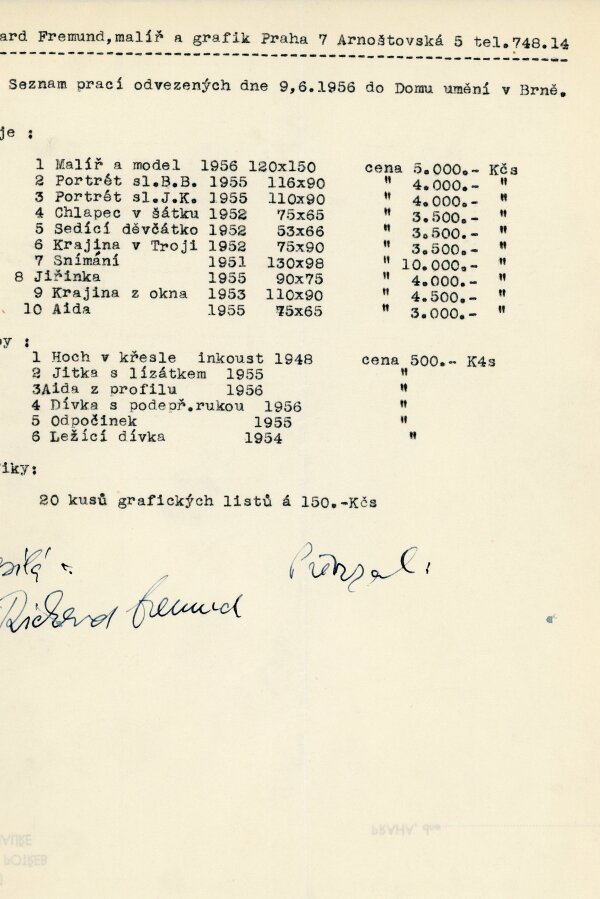 ard Fremund,malíř a grafik Praha 7 Arnoštovská 5 tel.748.14
Seznam prací odvezených dne 9,6.1956 do Domu umění v Brně.
je :
1 Malíř a model 1956 120x150 cena 5.000.- Kčs
2 Portrét sl.B.B. 1955 116x90 " 4.000.- "
3 Portrét sl.J.K. 1955 110x90 " 4.000.- "
4 Chlapec v šátku 1952 75x65 " 3.500.- "
5 Sedící děvčátko 1952 53x66 " 3.500.- "
6 Krajina v Troji 1952 75x90 " 3.500.- "
7 Snímání 1951 130x98 " 10.000.- "
8 Jiřinka 1955 90x75 " 4.000.- "
9 Krajina z okna 1953 110x90 " 4.500.- "
10 Aida 1955 75x65 " 3.000.- "
by :
1 Hoch v křesle inkoust 1948 cena 500.- K4s
2 Jitka s lízátkem 1955 "
3Aida z profilu 1956 "
4 Dívka s podepř.rukou 1956 "
5 Odpočinek 1955 "
6 Ležící dívka 1954 "
iky:
20 kusů grafických listů á 150.-Kčs
sílá : Převzal:
Richard Fremund
PRAHA, dne
POTŘEB